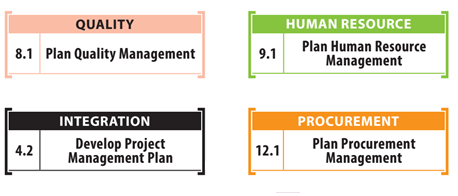 QUALITY
8.1 Plan Quality Management
HUMAN RESOURCE
9.1 Plan Human Resource
Management
INTEGRATION
4.2 Develop Project
Management Plan
PROCUREMENT
12.1 Plan Procurement
Management